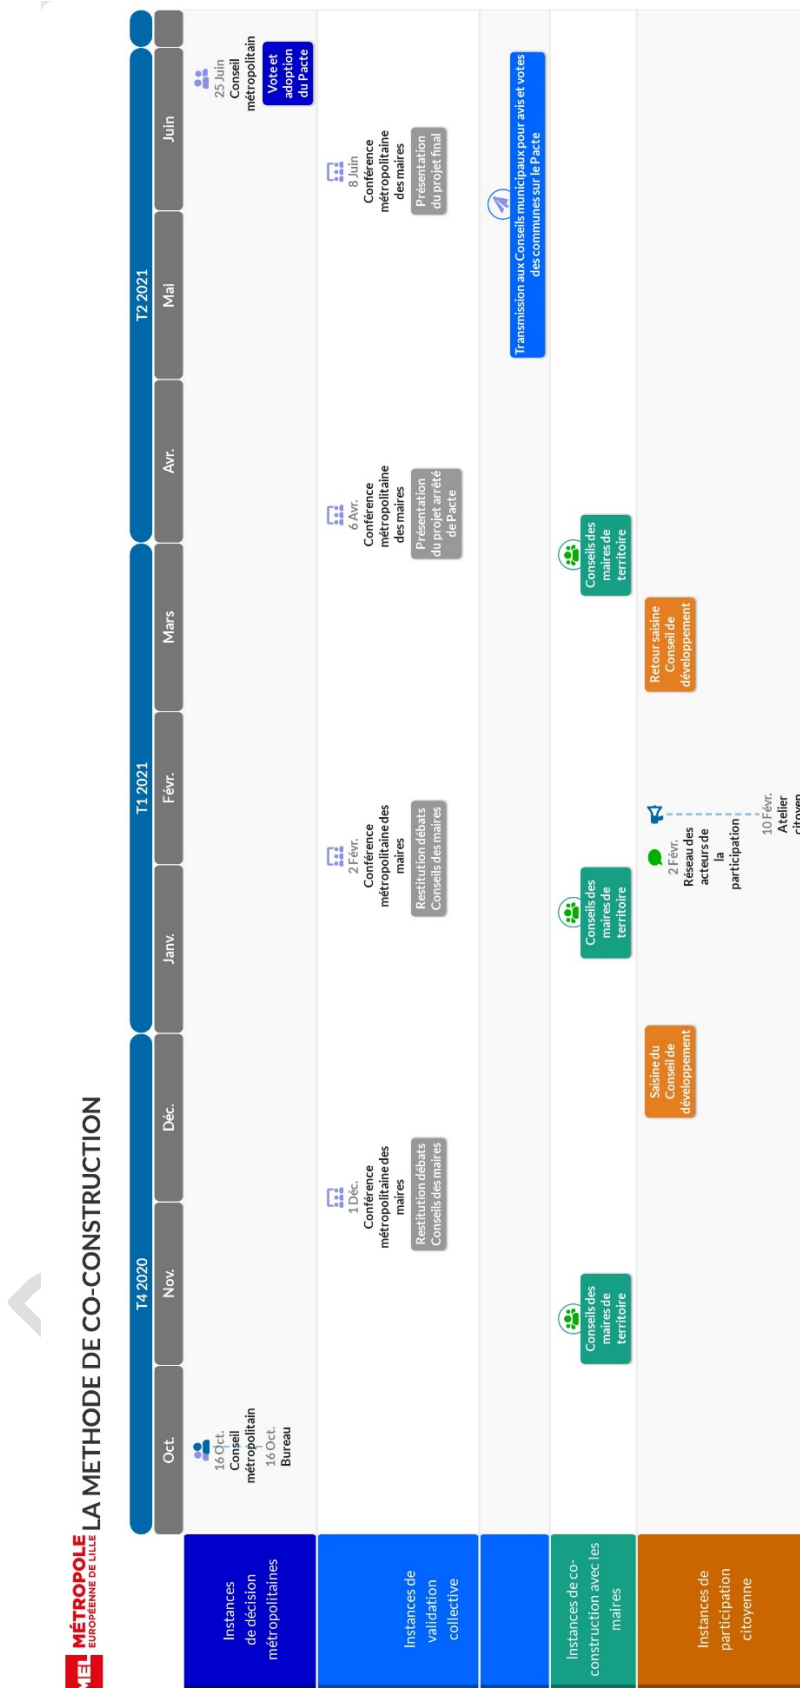 MEL MÉTROPOLE
EUROPÉENNE DE LILLE
LA METHODE DE CO-CONSTRUCTION
T4 2020
T1 2021
T2 2021
Oct.
Nov.
Déc.
Janv.
Févr.
Mars
Avr.
Mai
Juin
Instances
de décision
métropolitaines
16 Oct.
Conseil
métropolitain
16 Oct.
Bureau
25 Juin
Conseil
métropolitain
Vote et
adoption
du Pacte
Instances de
validation
collective
1 Déc.
Conférence
métropolitaine des
maires
Restitution débats
Conseils des maires
2 Févr.
Conférence
métropolitaine des
maires
Restitution débats
Conseils des maires
6 Avr.
Conférence
métropolitaine
des maires
Présentation
du projet arrêté
de Pacte
8 Juin
Conférence
métropolitaine
des maires
Présentation
du projet final
Transmission aux Conseils municipaux pour avis et votes
des communes sur le Pacte
Instances de co-
construction avec les
maires
Conseils des
maires de
territoire
Conseils des
maires de
territoire
Conseils des
maires de
territoire
Instances de
participation
citoyenne
Saisine du
Conseil de
développement
2 Févr.
Réseau des
acteurs de
la
participation
10 Févr.
Atelier
citoyen
Retour saisine
Conseil de
développement